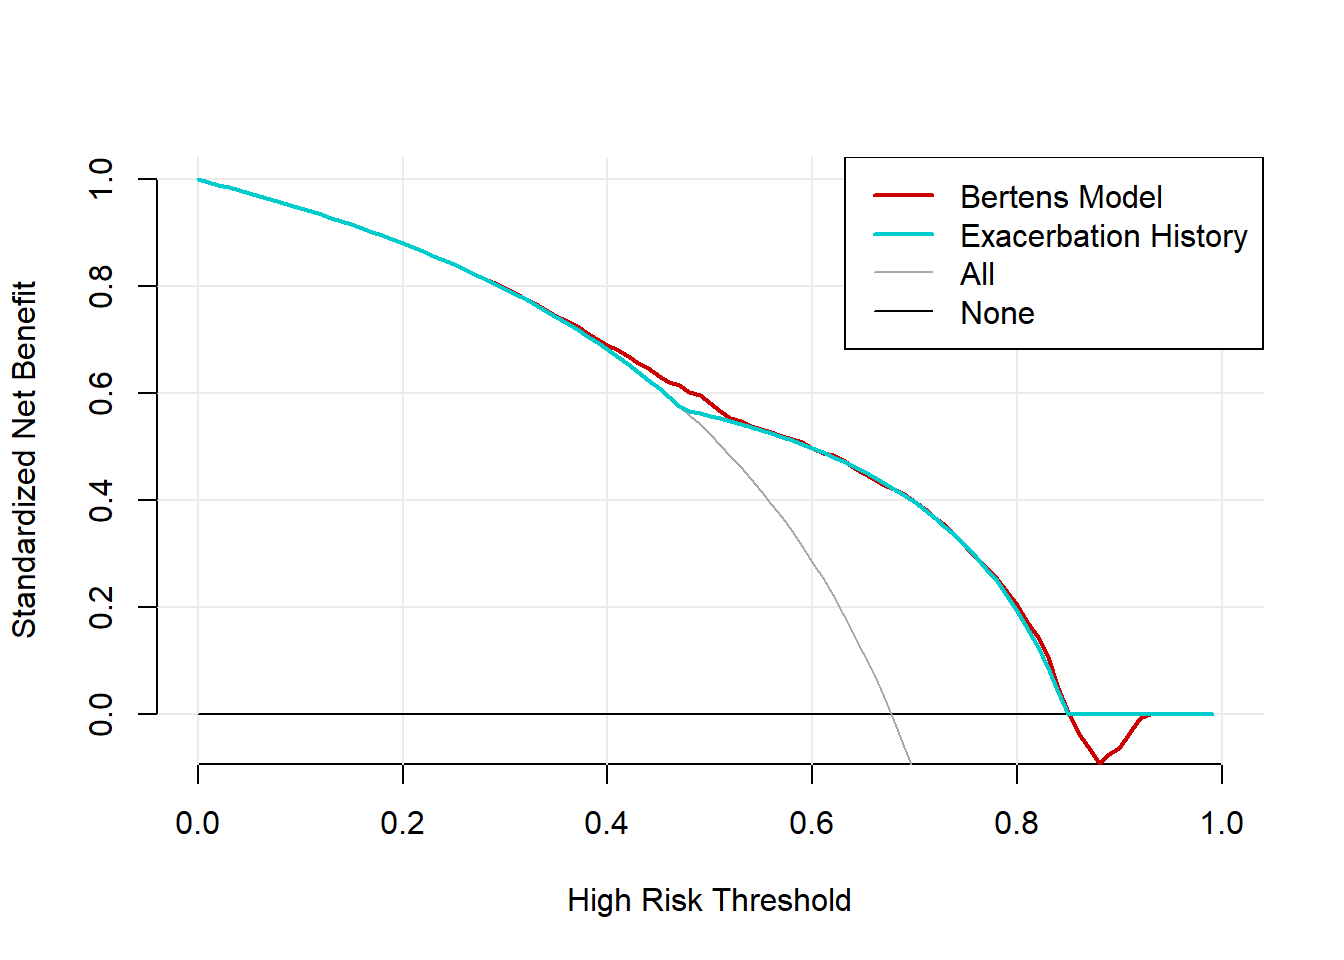 Bertens Model
Exacerbation History
All
None
Standardized Net Benefit
1.0
0.8
0.6
0.4
0.2
0.0
0.0 0.2 0.4 0.6 0.8 1.0
High Risk Threshold